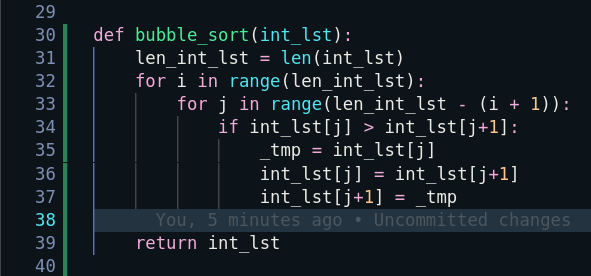 29
30 def bubble_sort(int_lst):
31     len_int_lst = len(int_lst)
32     for i in range(len_int_lst):
33         for j in range(len_int_lst - (i + 1)):
34             if int_lst[j] > int_lst[j+1]:
35                 _tmp = int_lst[j]
36                 int_lst[j] = int_lst[j+1]
37                 int_lst[j+1] = _tmp
38       You, 5 minutes ago • Uncommitted changes
39     return int_lst
40